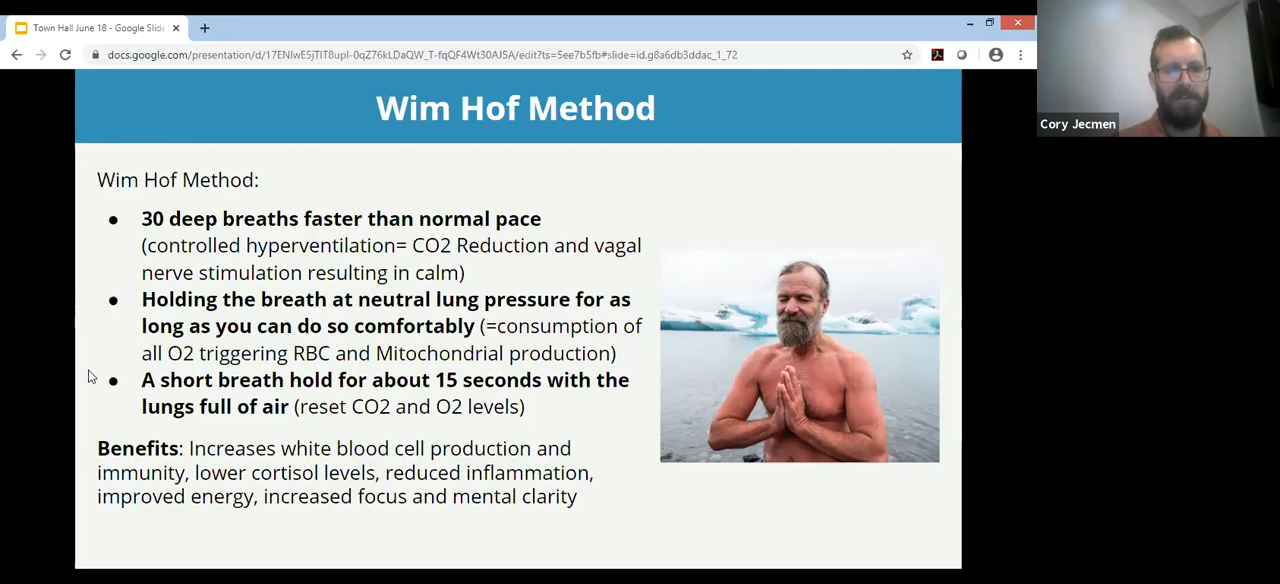 Town Hall June 18 - Google Slide
docs.google.com/presentation/d/17ENlwE5jTlT8upI-0qZ76kLDaQW_T-fqQF4Wt30AJ5A/edit?ts=5ee7b5fb#slide=id.g8a6db3ddac_1_72
Cory Jecmen
Wim Hof Method
Wim Hof Method:
● 30 deep breaths faster than normal pace
(controlled hyperventilation= CO2 Reduction and vagal
nerve stimulation resulting in calm)
● Holding the breath at neutral lung pressure for as
long as you can do so comfortably (=consumption of
all O2 triggering RBC and Mitochondrial production)
● A short breath hold for about 15 seconds with the
lungs full of air (reset CO2 and O2 levels)
Benefits: Increases white blood cell production and
immunity, lower cortisol levels, reduced inflammation,
improved energy, increased focus and mental clarity